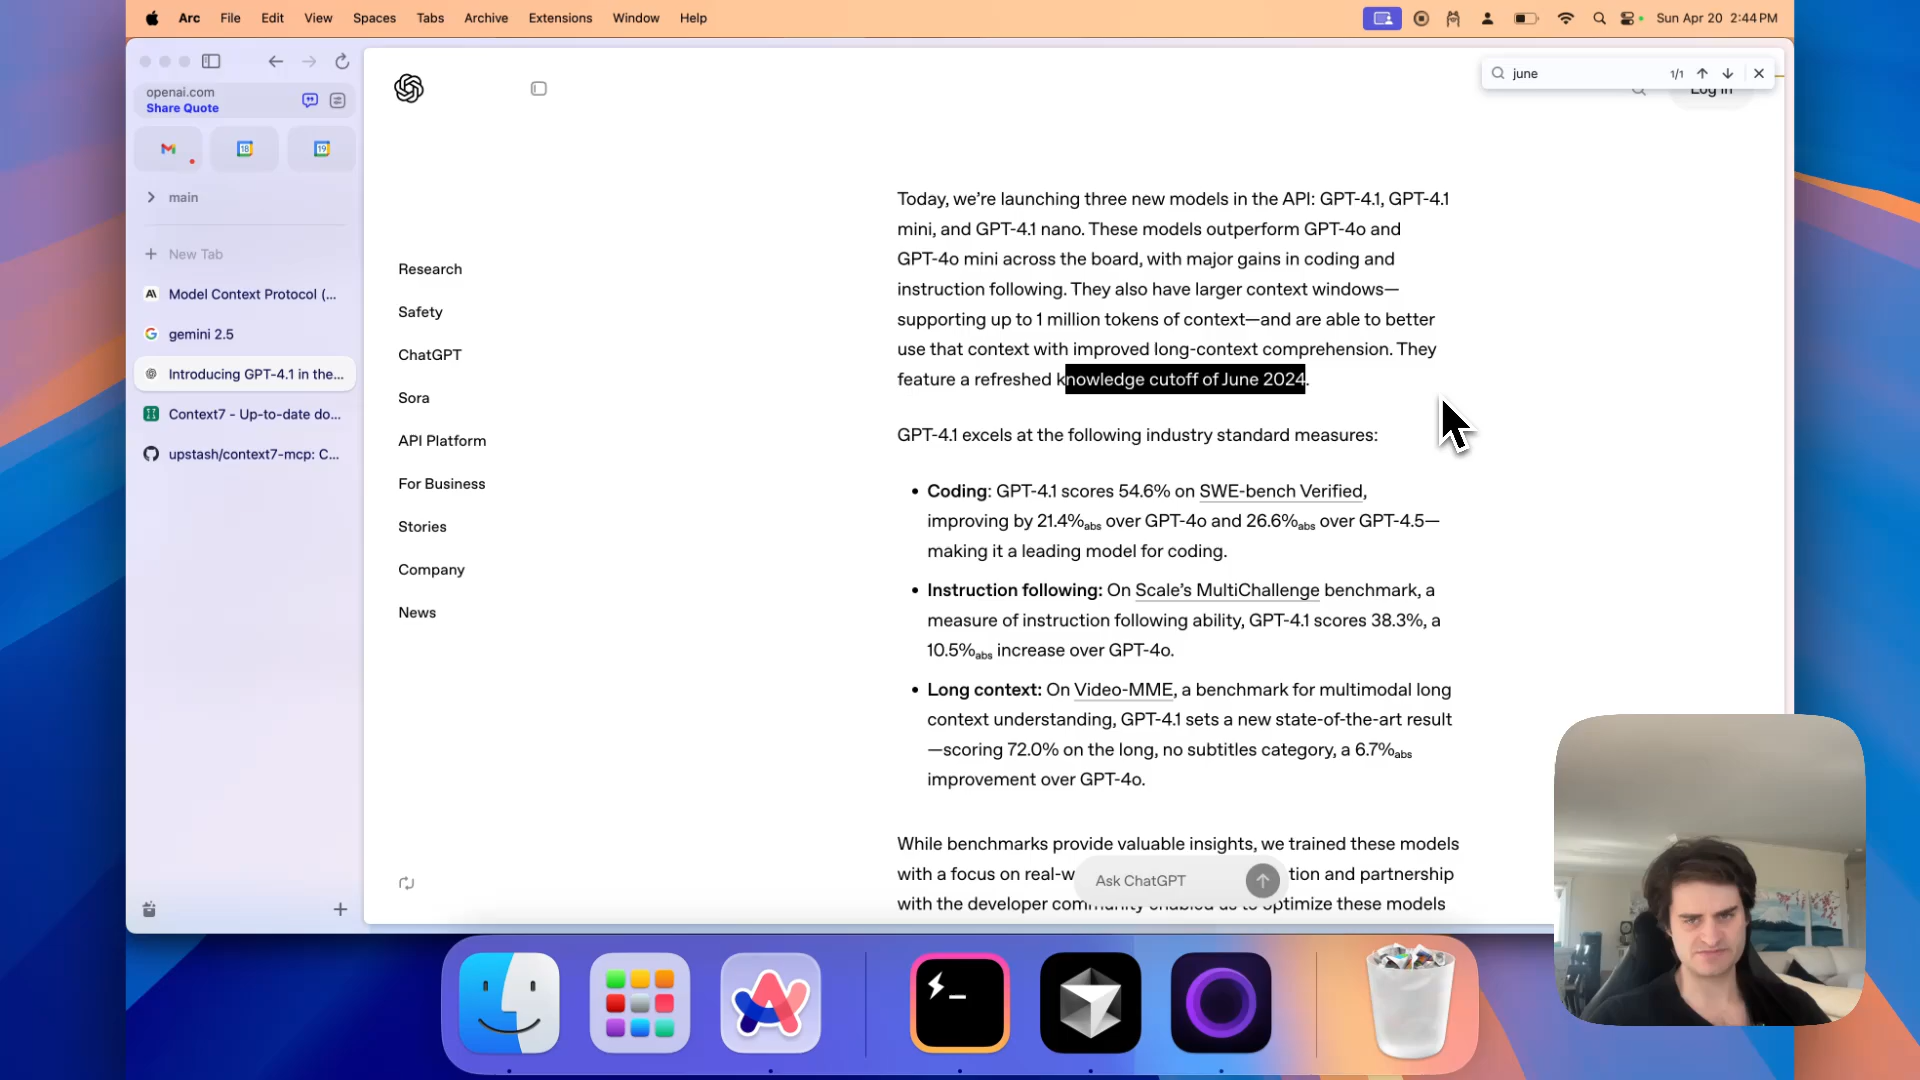 Arc File Edit View Spaces Tabs Archive Extensions Window Help
Sun Apr 20 2:44 PM
openai.com
Share Quote
18
19
main
New Tab
Model Context Protocol (...
gemini 2.5
Introducing GPT-4.1 in the...
Context7 - Up-to-date do...
upstash/context7-mcp: C...
june 1/1
Log in
Research
Safety
ChatGPT
Sora
API Platform
For Business
Stories
Company
News
Today, we’re launching three new models in the API: GPT-4.1, GPT-4.1
mini, and GPT-4.1 nano. These models outperform GPT-4o and
GPT-4o mini across the board, with major gains in coding and
instruction following. They also have larger context windows—
supporting up to 1 million tokens of context—and are able to better
use that context with improved long-context comprehension. They
feature a refreshed knowledge cutoff of June 2024.
GPT-4.1 excels at the following industry standard measures:
• Coding: GPT-4.1 scores 54.6% on SWE-bench Verified,
improving by 21.4%abs over GPT-4o and 26.6%abs over GPT-4.5—
making it a leading model for coding.
• Instruction following: On Scale’s MultiChallenge benchmark, a
measure of instruction following ability, GPT-4.1 scores 38.3%, a
10.5%abs increase over GPT-4o.
• Long context: On Video-MME, a benchmark for multimodal long
context understanding, GPT-4.1 sets a new state-of-the-art result
—scoring 72.0% on the long, no subtitles category, a 6.7%abs
improvement over GPT-4o.
While benchmarks provide valuable insights, we trained these models
with a focus on real-w
tion and partnership
with the developer community enabled us to optimize these models
Ask ChatGPT